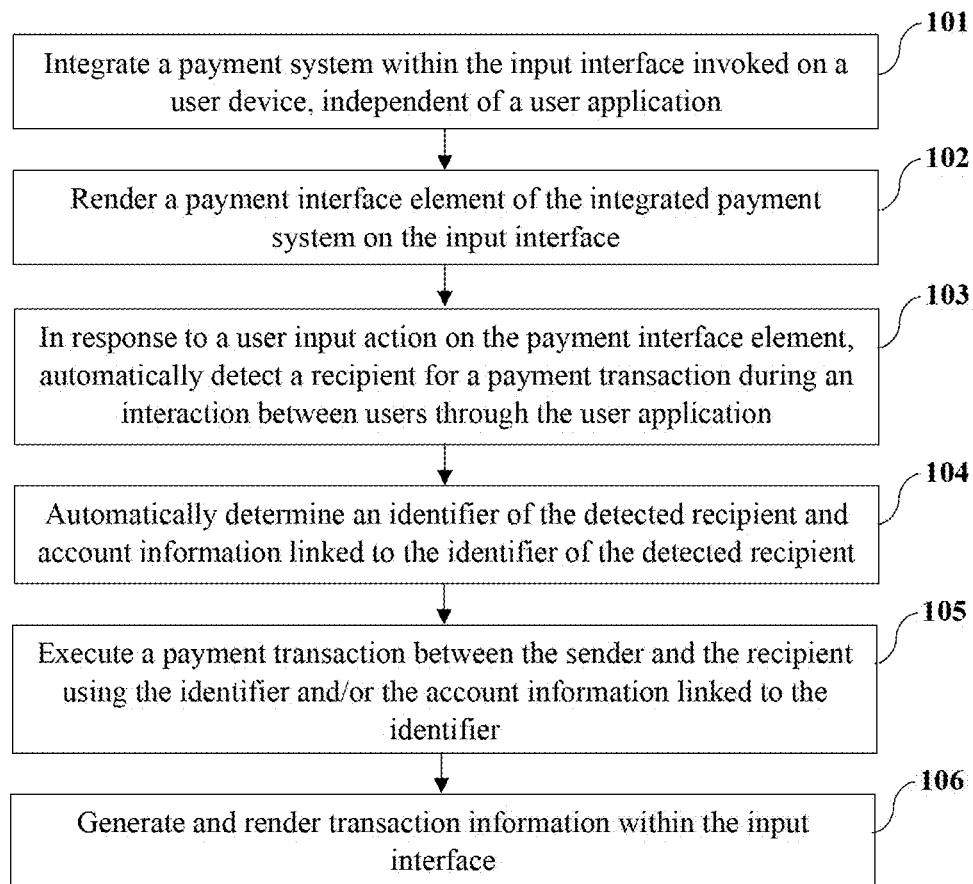 101
Integrate a payment system within the input interface invoked on a
user device, independent of a user application
102
Render a payment interface element of the integrated payment
system on the input interface
103
In response to a user input action on the payment interface element,
automatically detect a recipient for a payment transaction during an
interaction between users through the user application
104
Automatically determine an identifier of the detected recipient and
account information linked to the identifier of the detected recipient
105
Execute a payment transaction between the sender and the recipient
using the identifier and/or the account information linked to the
identifier
106
Generate and render transaction information within the input
interface